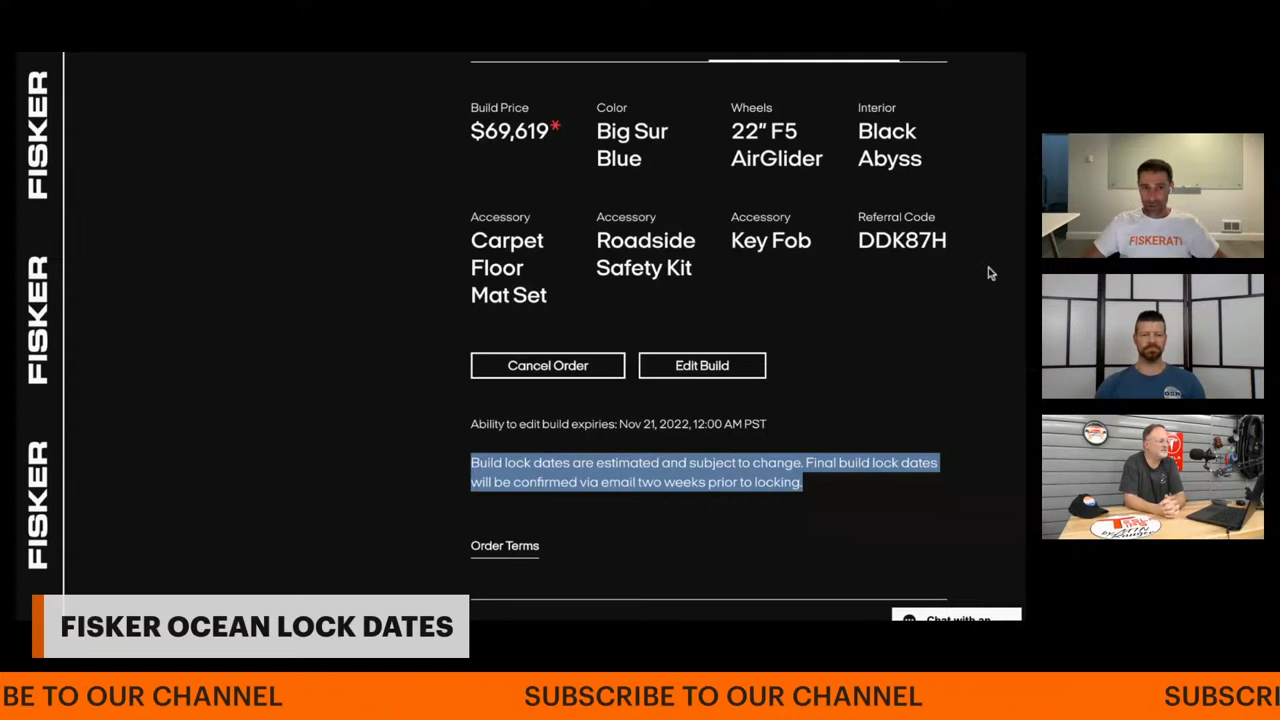 FISKER
FISKER
FISKER
Build Price
$69,619*
Color
Big Sur
Blue
Wheels
22" F5
AirGlider
Interior
Black
Abyss
Accessory
Carpet
Floor
Mat Set
Accessory
Roadside
Safety Kit
Accessory
Key Fob
Referral Code
DDK87H
Cancel Order
Edit Build
Ability to edit build expiries: Nov 21, 2022, 12:00 AM PST
Build lock dates are estimated and subject to change. Final build lock dates
will be confirmed via email two weeks prior to locking.
Order Terms
Chat with an
FISKERATI
FISKER OCEAN LOCK DATES
BE TO OUR CHANNEL
SUBSCRIBE TO OUR CHANNEL
SUBSCRI